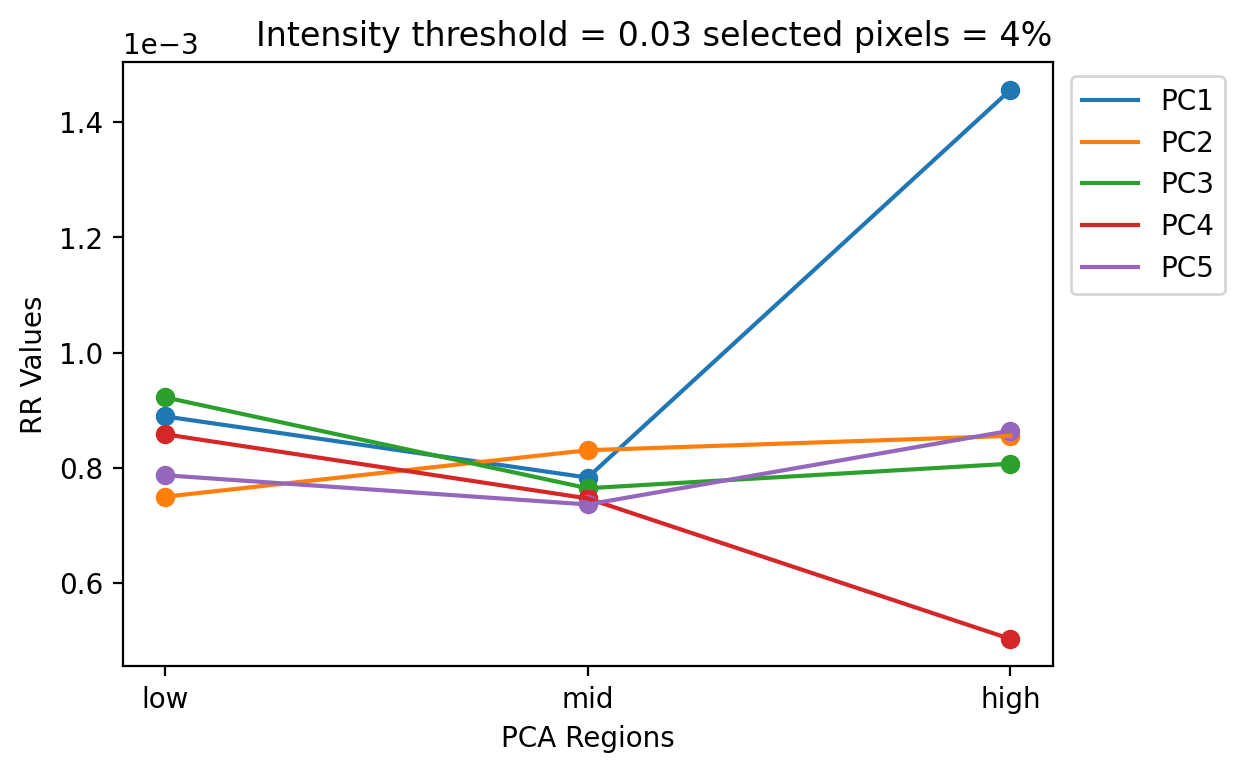 Intensity threshold = 0.03 selected pixels = 4%
1e−3
1.4
1.2
1.0
0.8
0.6
RR Values
low
mid
high
PCA Regions
PC1
PC2
PC3
PC4
PC5